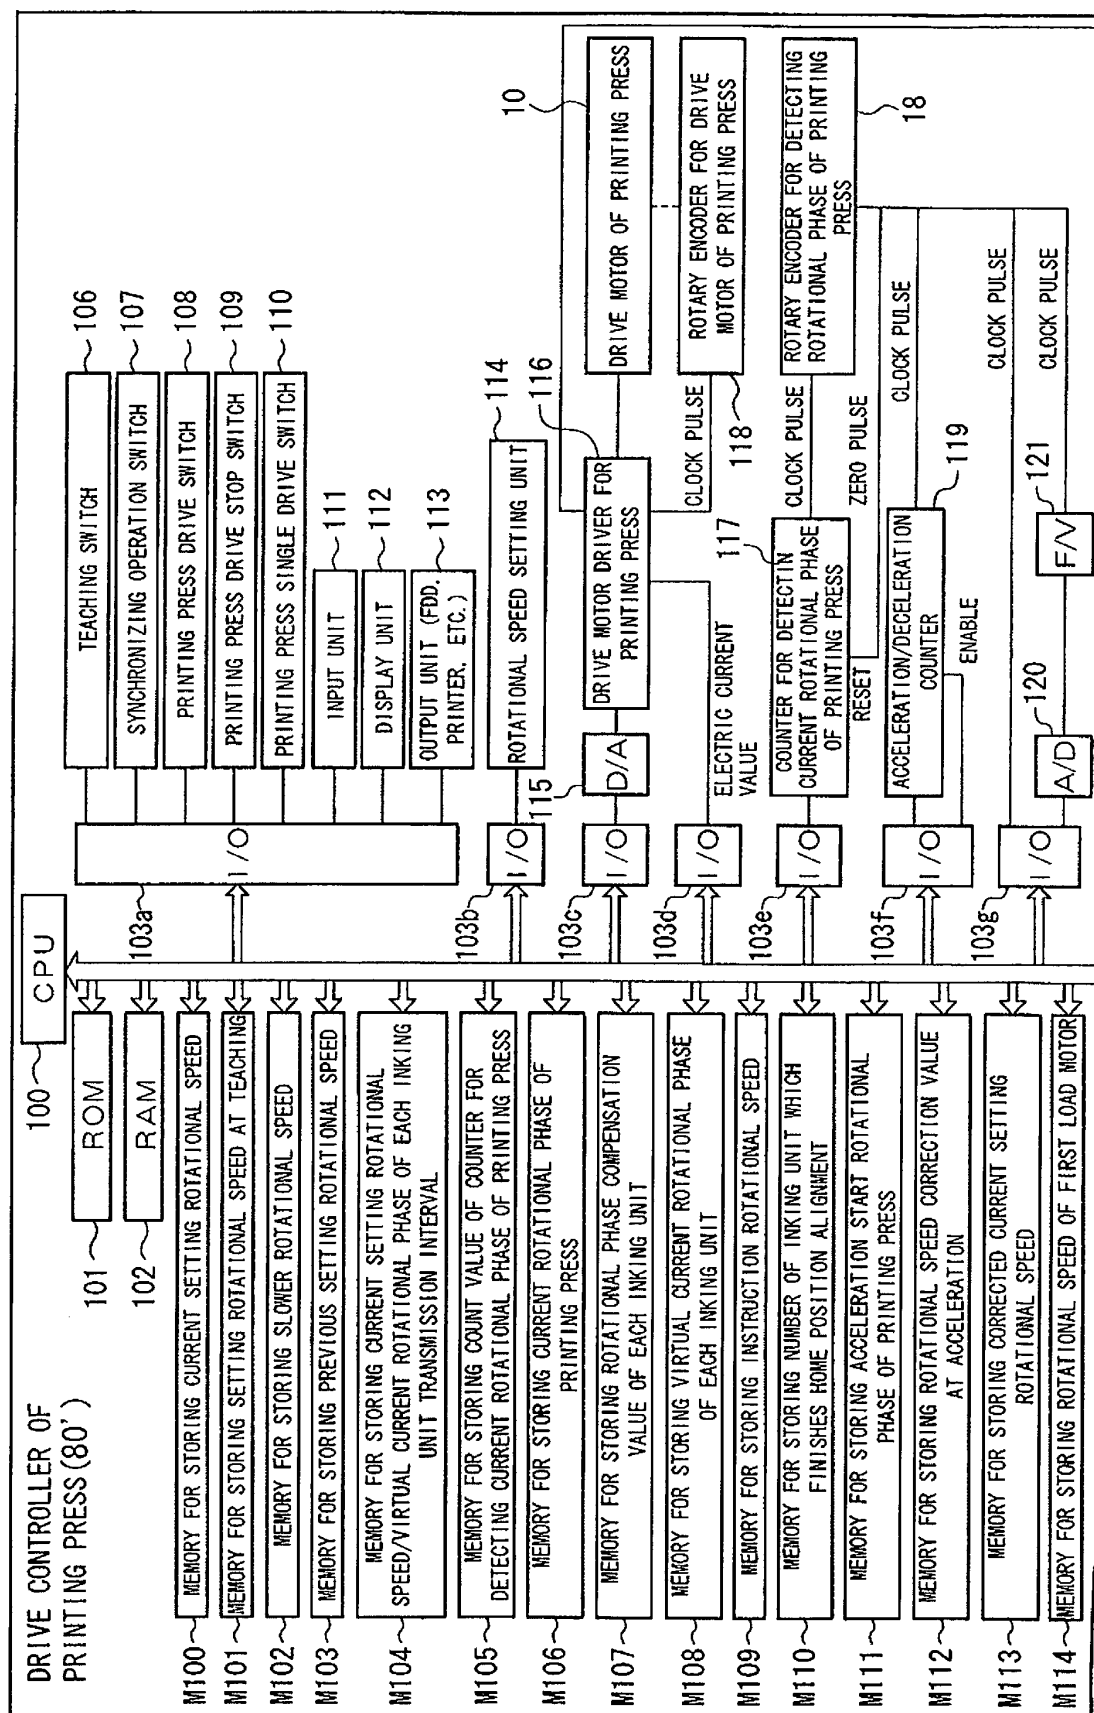 DRIVE CONTROLLER OF
PRINTING PRESS(80')
100
CPU
101
ROM
102
RAM
M100
MEMORY FOR STORING CURRENT SETTING ROTATIONAL SPEED
M101
MEMORY FOR STORING SETTING ROTATIONAL SPEED AT TEACHING
M102
MEMORY FOR STORING SLOWER ROTATIONAL SPEED
M103
MEMORY FOR STORING PREVIOUS SETTING ROTATIONAL SPEED
M104
MEMORY FOR STORING CURRENT SETTING ROTATIONAL
SPEED/VIRTUAL CURRENT ROTATIONAL PHASE OF EACH INKING
UNIT TRANSMISSION INTERVAL
M105
MEMORY FOR STORING COUNT VALUE OF COUNTER FOR
DETECTING CURRENT ROTATIONAL PHASE OF PRINTING PRESS
M106
MEMORY FOR STORING CURRENT ROTATIONAL PHASE OF
PRINTING PRESS
M107
MEMORY FOR STORING ROTATIONAL PHASE COMPENSATION
VALUE OF EACH INKING UNIT
M108
MEMORY FOR STORING VIRTUAL CURRENT ROTATIONAL PHASE
OF EACH INKING UNIT
M109
MEMORY FOR STORING INSTRUCTION ROTATIONAL SPEED
M110
MEMORY FOR STORING NUMBER OF INKING UNIT WHICH
FINISHES HOME POSITION ALIGNMENT
M111
MEMORY FOR STORING ACCELERATION START ROTATIONAL
PHASE OF PRINTING PRESS
M112
MEMORY FOR STORING ROTATIONAL SPEED CORRECTION VALUE
AT ACCELERATION
M113
MEMORY FOR STORING CORRECTED CURRENT SETTING
ROTATIONAL SPEED
M114
MEMORY FOR STORING ROTATIONAL SPEED OF FIRST LOAD MOTOR
103a
I/O
TEACHING SWITCH
106
SYNCHRONIZING OPERATION SWITCH
107
PRINTING PRESS DRIVE SWITCH
108
PRINTING PRESS DRIVE STOP SWITCH
109
PRINTING PRESS SINGLE DRIVE SWITCH
110
INPUT UNIT
111
DISPLAY UNIT
112
OUTPUT UNIT (FDD,
PRINTER, ETC.)
113
103b
I/O
ROTATIONAL SPEED SETTING UNIT
114
103c
I/O
115
D/A
DRIVE MOTOR DRIVER FOR
PRINTING PRESS
116
DRIVE MOTOR OF PRINTING PRESS
10
103d
I/O
ELECTRIC CURRENT
VALUE
CLOCK PULSE
118
ROTARY ENCODER FOR DRIVE
MOTOR OF PRINTING PRESS
103e
I/O
COUNTER FOR DETECTIN
CURRENT ROTATIONAL PHASE
OF PRINTING PRESS
117
RESET
CLOCK PULSE
ZERO PULSE
ROTARY ENCODER FOR DETECTING
ROTATIONAL PHASE OF PRINTING
PRESS
18
103f
I/O
ACCELERATION/DECELERATION
COUNTER
119
ENABLE
CLOCK PULSE
103g
I/O
CLOCK PULSE
A/D
120
F/V
121
CLOCK PULSE